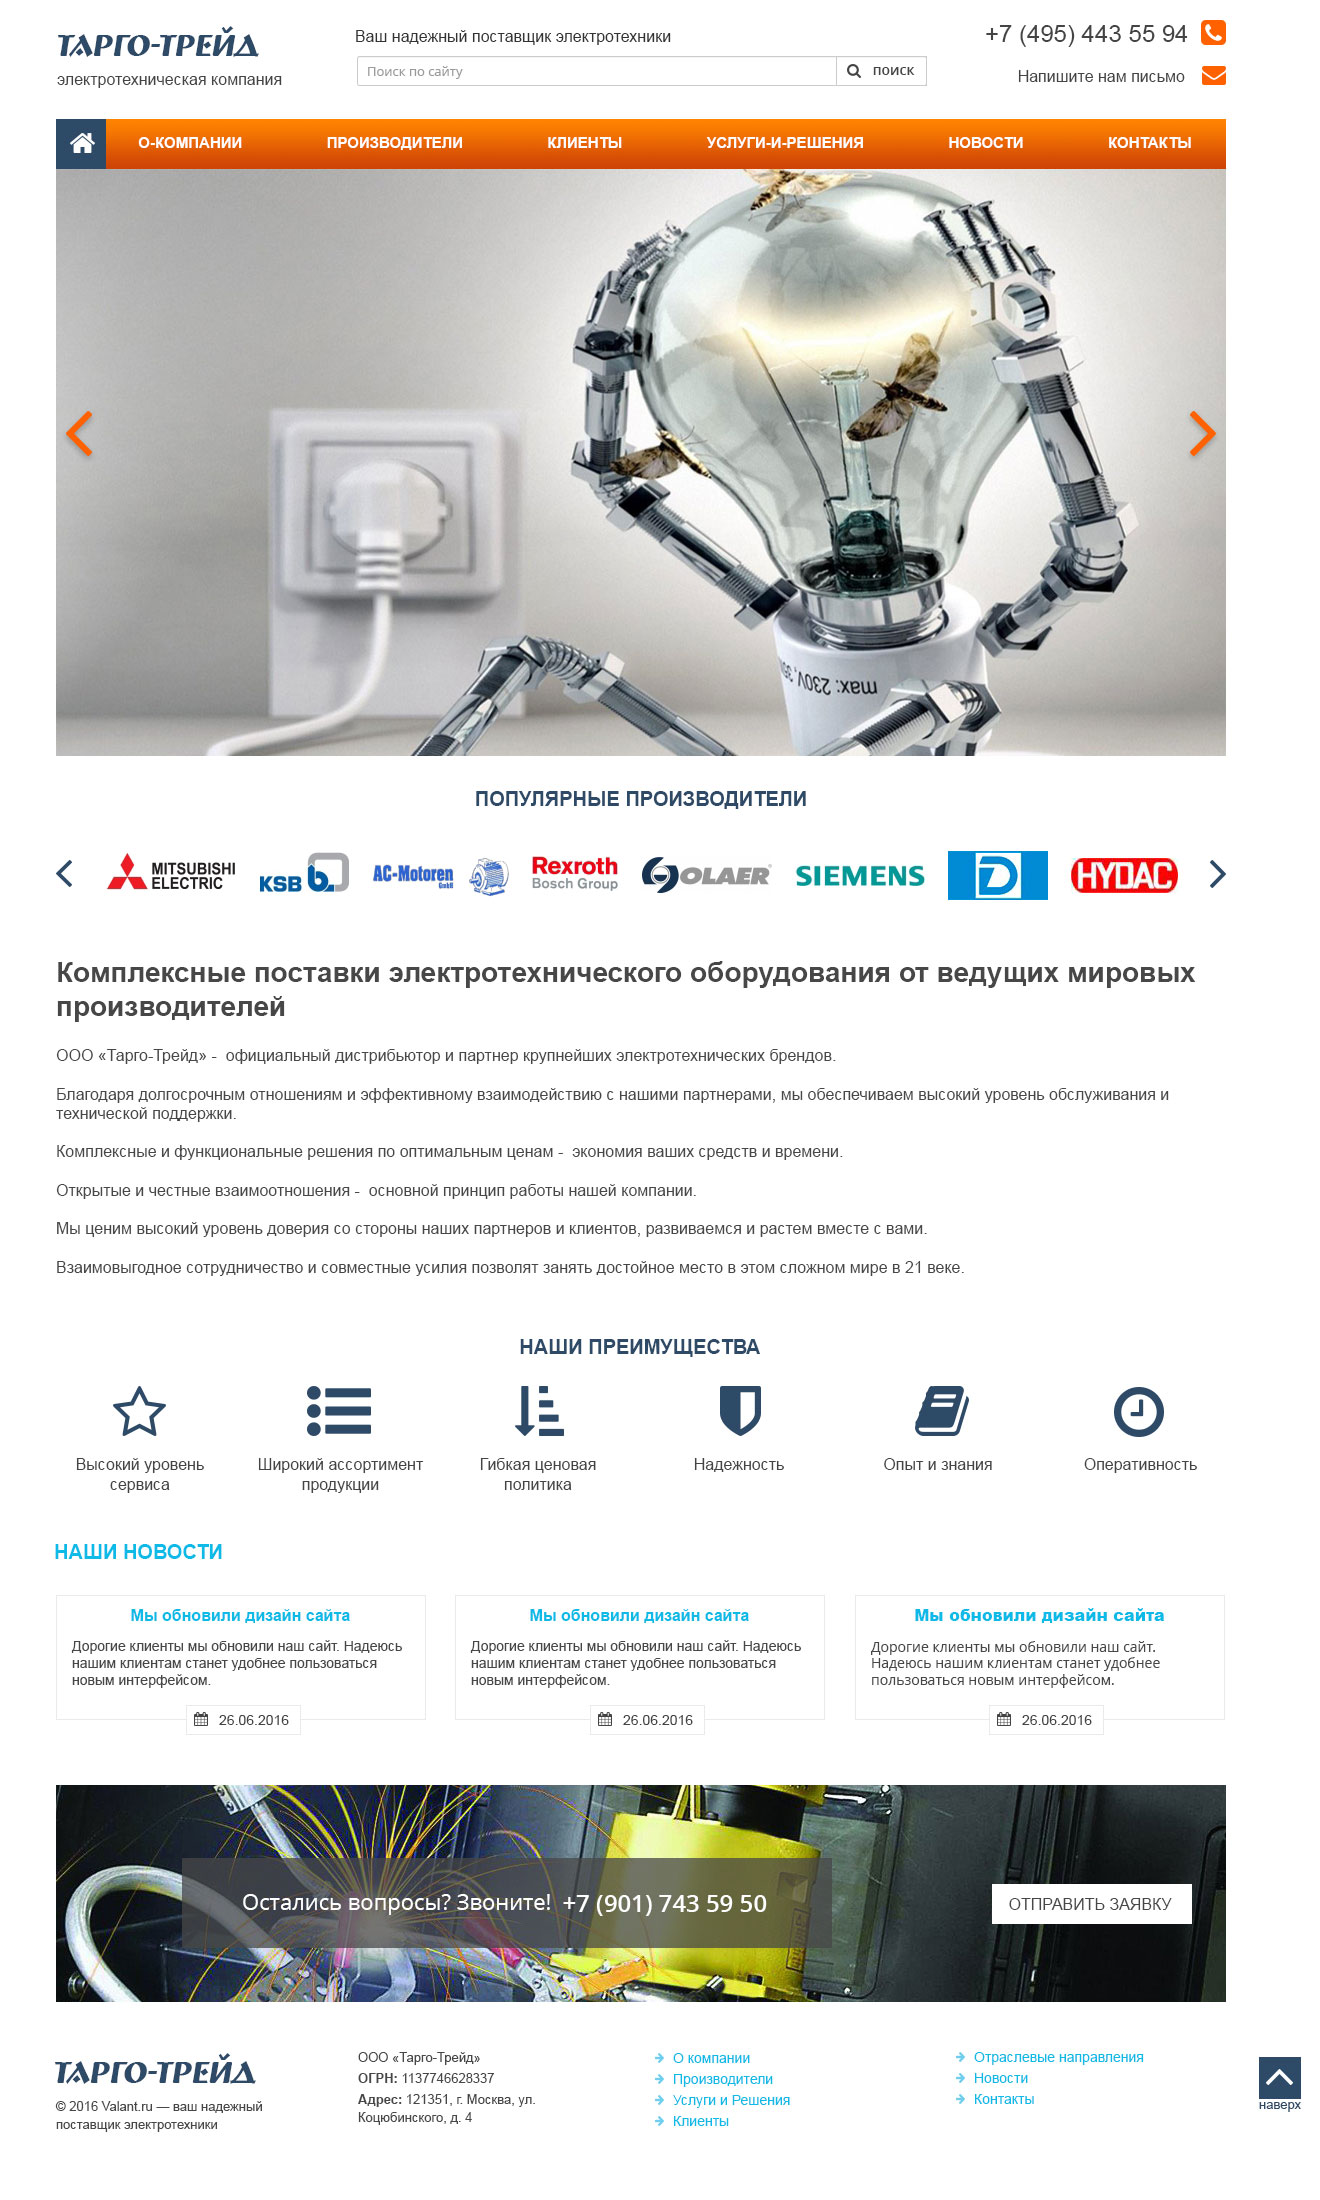 ТАРГО-ТРЕЙД
электротехническая компания
Ваш надежный поставщик электротехники
Поиск по сайту
ПОИСК
+7 (495) 443 55 94
Напишите нам письмо
О-КОМПАНИИ ПРОИЗВОДИТЕЛИ КЛИЕНТЫ УСЛУГИ-И-РЕШЕНИЯ НОВОСТИ КОНТАКТЫ
max: 230V, 
ПОПУЛЯРНЫЕ ПРОИЗВОДИТЕЛИ
MITSUBISHI
ELECTRIC
KSB b
AC-Motoren
GmbH
Rexroth
Bosch Group
OLAER
SIEMENS
D
HYDAC
Комплексные поставки электротехнического оборудования от ведущих мировых
производителей
ООО «Тарго-Трейд» -  официальный дистрибьютор и партнер крупнейших электротехнических брендов.
Благодаря долгосрочным отношениям и эффективному взаимодействию с нашими партнерами, мы обеспечиваем высокий уровень обслуживания и
технической поддержки.
Комплексные и функциональные решения по оптимальным ценам -  экономия ваших средств и времени.
Открытые и честные взаимоотношения -  основной принцип работы нашей компании.
Мы ценим высокий уровень доверия со стороны наших партнеров и клиентов, развиваемся и растем вместе с вами.
Взаимовыгодное сотрудничество и совместные усилия позволят занять достойное место в этом сложном мире в 21 веке.
НАШИ ПРЕИМУЩЕСТВА
Высокий уровень
сервиса
Широкий ассортимент
продукции
Гибкая ценовая
политика
Надежность
Опыт и знания
Оперативность
НАШИ НОВОСТИ
Мы обновили дизайн сайта
Дорогие клиенты мы обновили наш сайт. Надеюсь
нашим клиентам станет удобнее пользоваться
новым интерфейсом.
26.06.2016
Мы обновили дизайн сайта
Дорогие клиенты мы обновили наш сайт. Надеюсь
нашим клиентам станет удобнее пользоваться
новым интерфейсом.
26.06.2016
Мы обновили дизайн сайта
Дорогие клиенты мы обновили наш сайт.
Надеюсь нашим клиентам станет удобнее
пользоваться новым интерфейсом.
26.06.2016
Остались вопросы? Звоните! +7 (901) 743 59 50
ОТПРАВИТЬ ЗАЯВКУ
ТАРГО-ТРЕЙД
© 2016 Valant.ru — ваш надежный
поставщик электротехники
ООО «Тарго-Трейд»
ОГРН: 1137746628337
Адрес: 121351, г. Москва, ул.
Коцюбинского, д. 4
О компании
Производители
Услуги и Решения
Клиенты
Отраслевые направления
Новости
Контакты
наверх